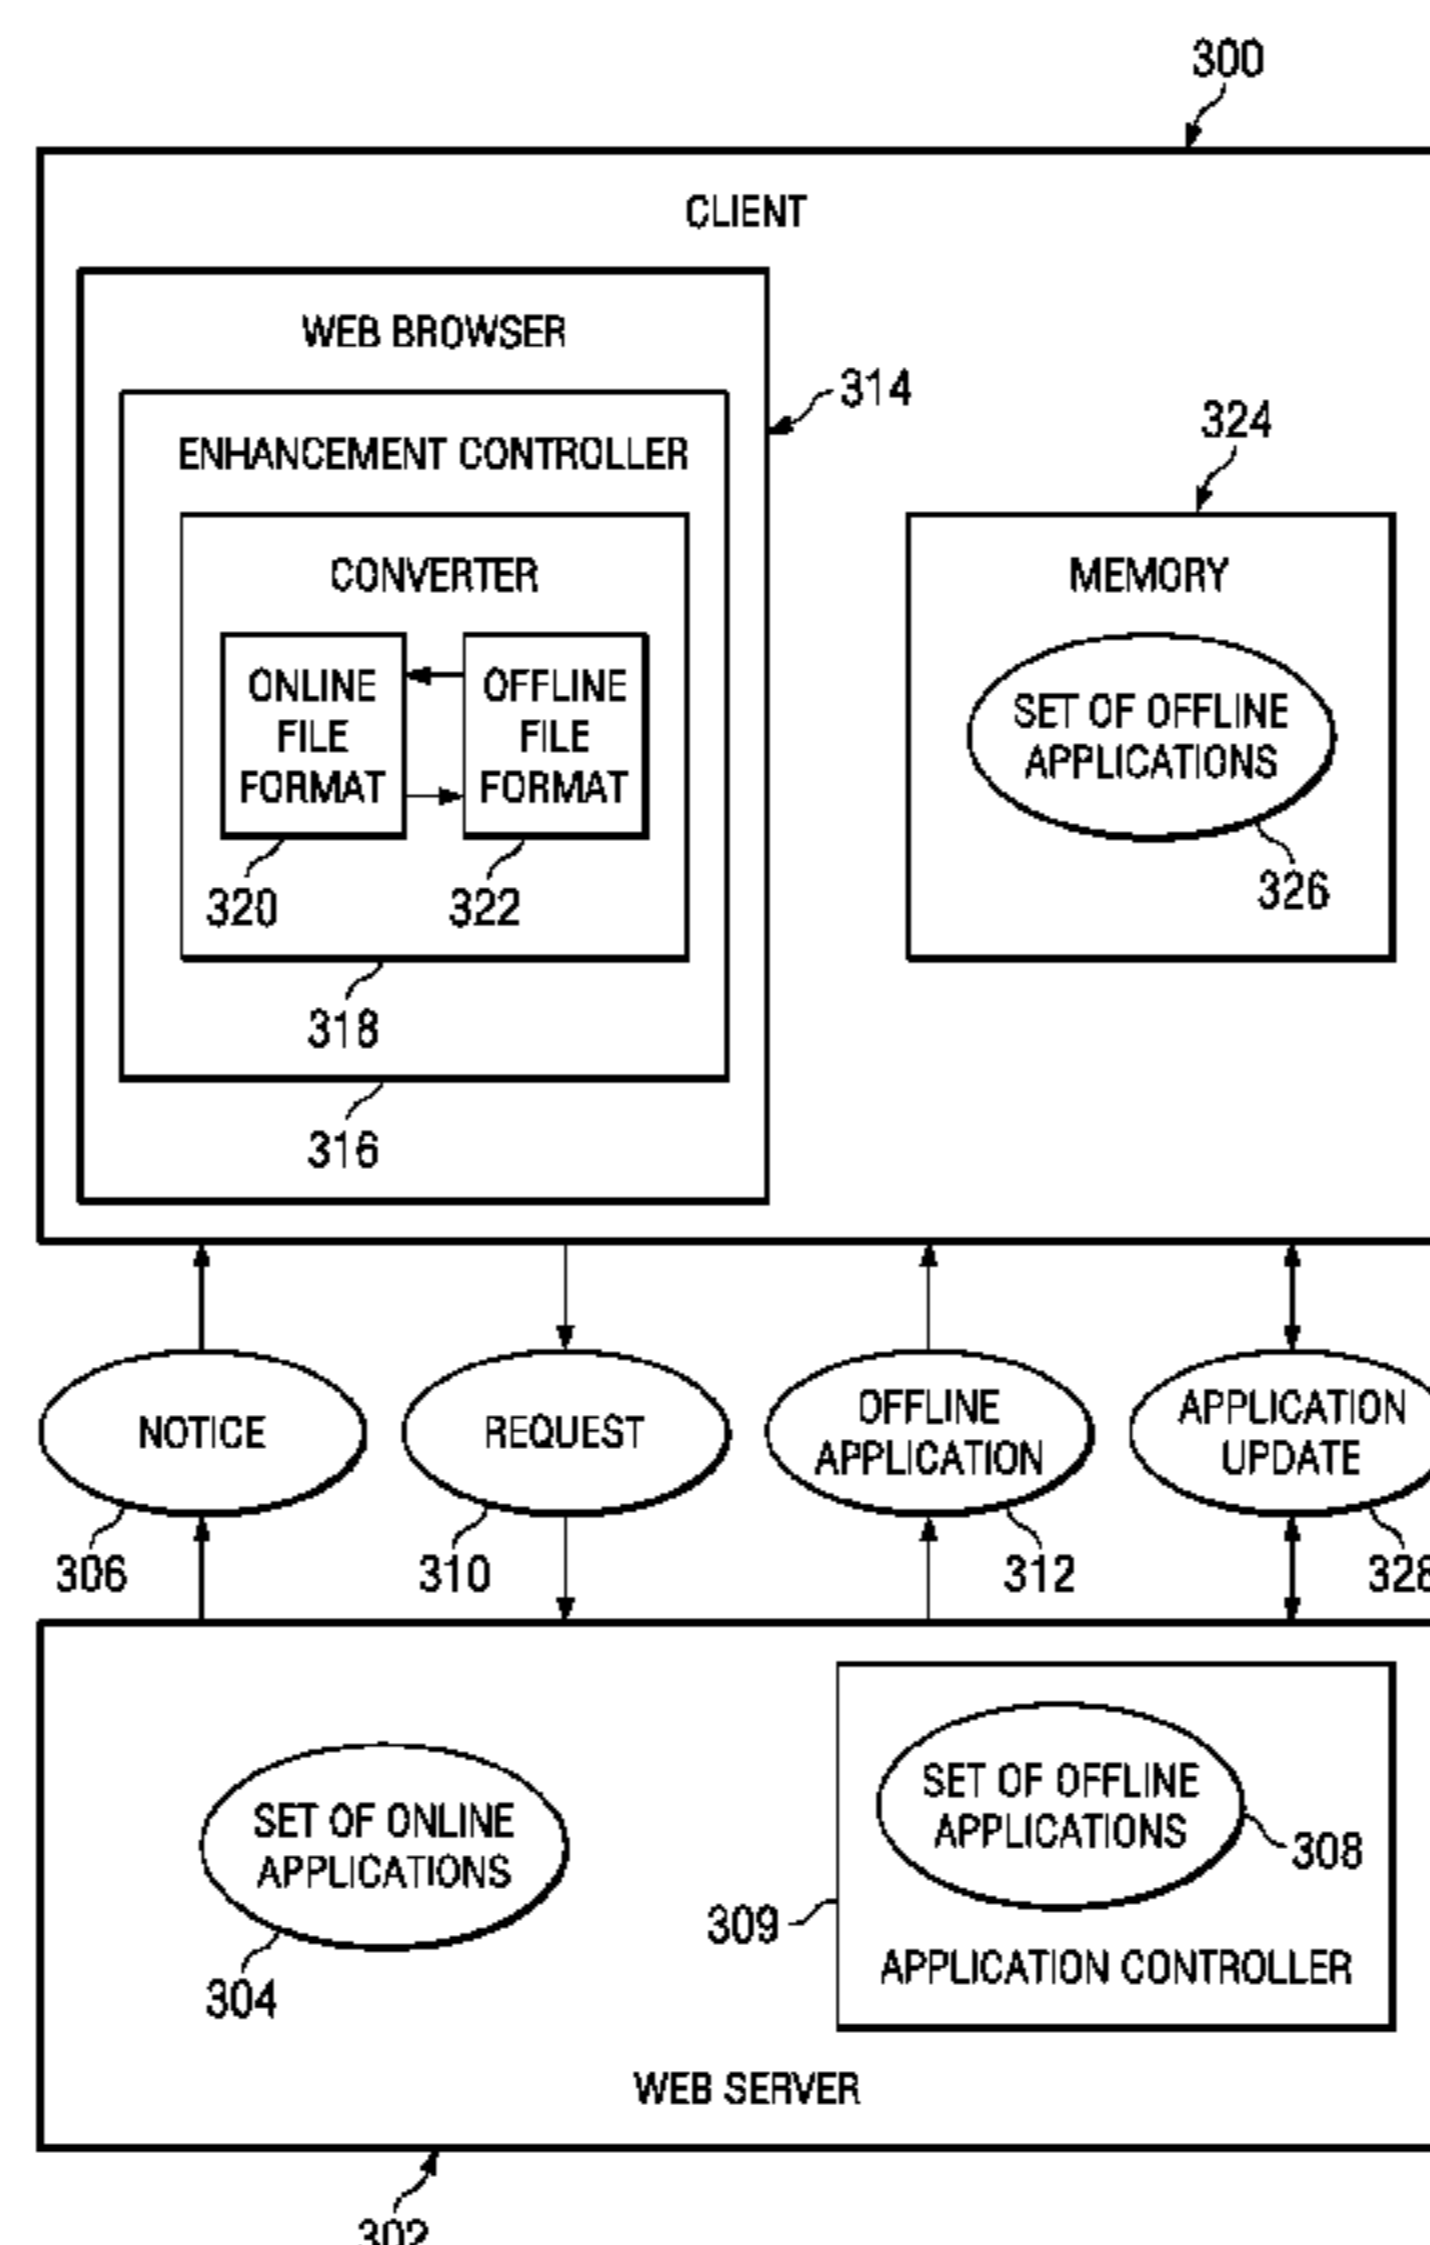 300
CLIENT
WEB BROWSER
314
ENHANCEMENT CONTROLLER
324
CONVERTER
MEMORY
ONLINE
FILE
FORMAT
OFFLINE
FILE
FORMAT
SET OF OFFLINE
APPLICATIONS
320
322
326
318
316
NOTICE
REQUEST
OFFLINE
APPLICATION
APPLICATION
UPDATE
306
310
312
328
SET OF ONLINE
APPLICATIONS
SET OF OFFLINE
APPLICATIONS
308
309
APPLICATION CONTROLLER
304
WEB SERVER
302